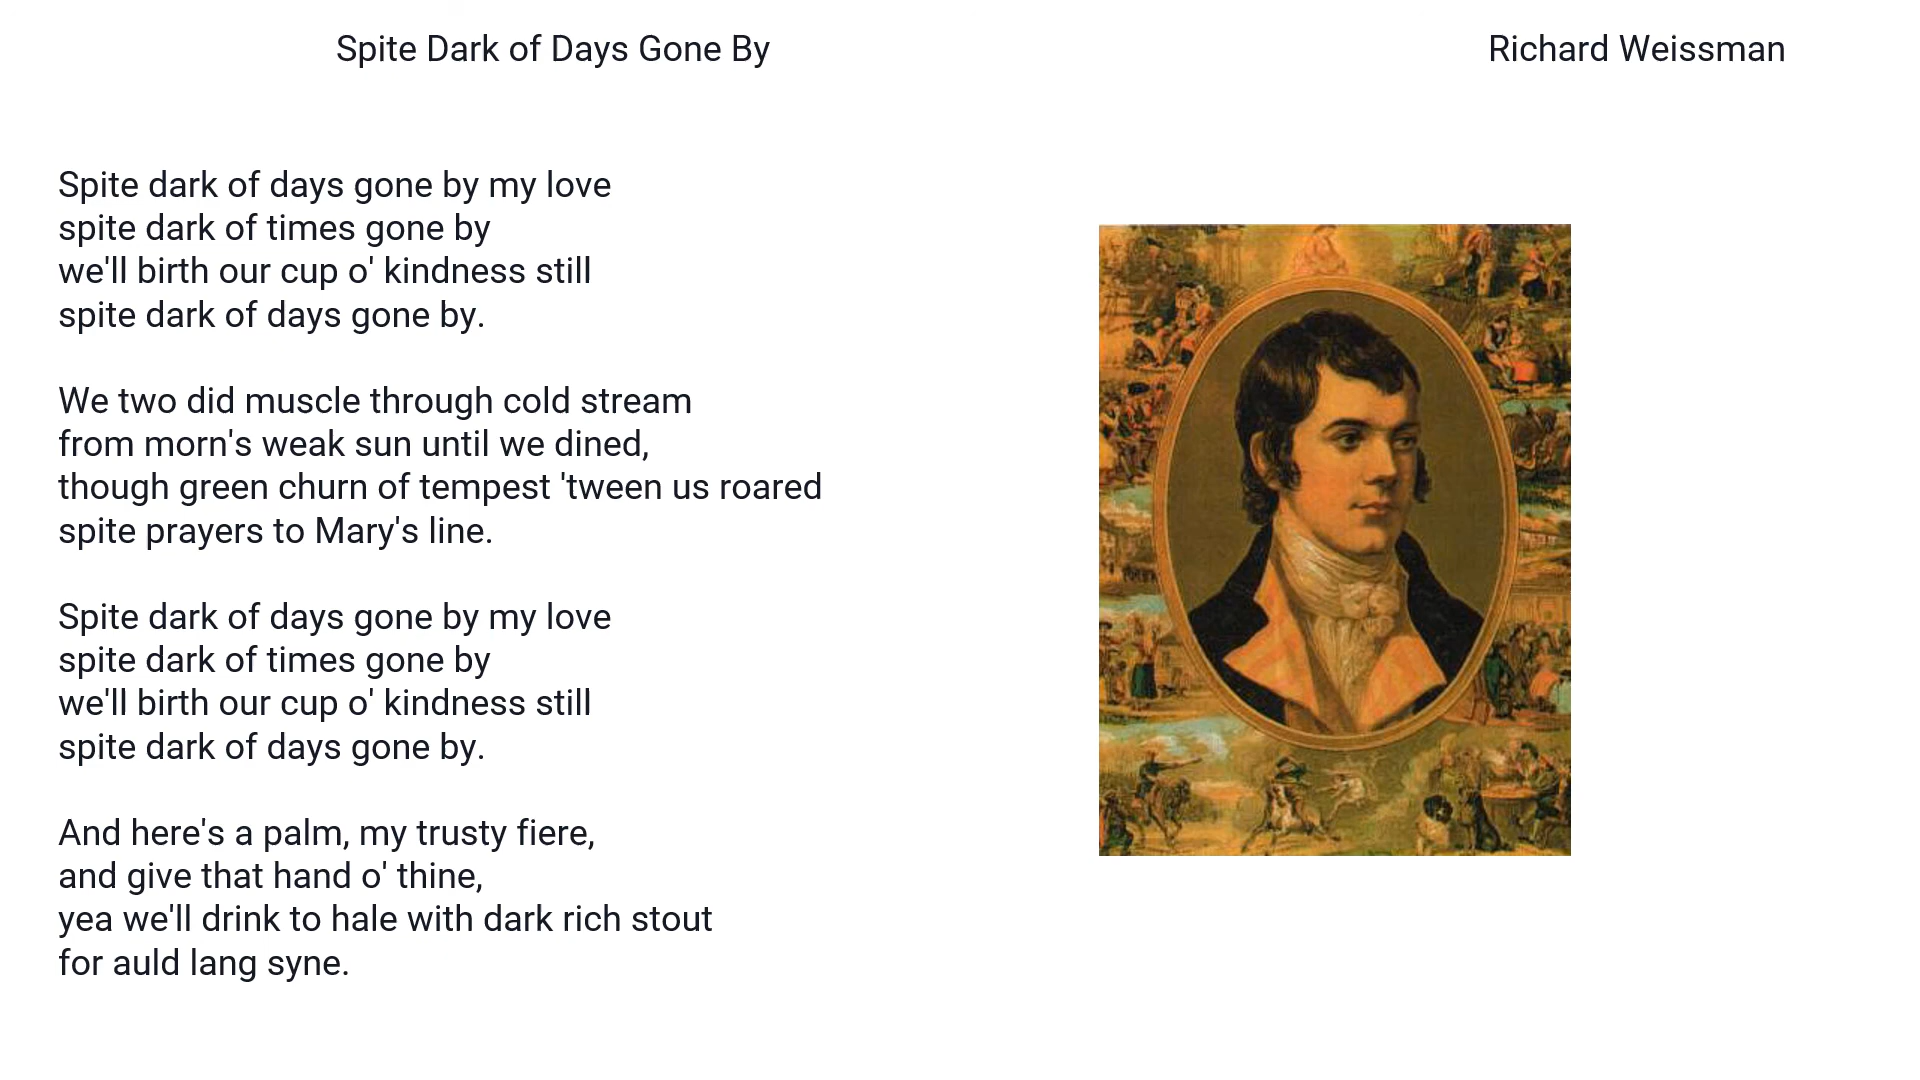 Spite Dark of Days Gone By
Richard Weissman
Spite dark of days gone by my love
spite dark of times gone by
we'll birth our cup o' kindness still
spite dark of days gone by.
We two did muscle through cold stream
from morn's weak sun until we dined,
though green churn of tempest 'tween us roared
spite prayers to Mary's line.
Spite dark of days gone by my love
spite dark of times gone by
we'll birth our cup o' kindness still
spite dark of days gone by.
And here's a palm, my trusty fiere,
and give that hand o' thine,
yea we'll drink to hale with dark rich stout
for auld lang syne.